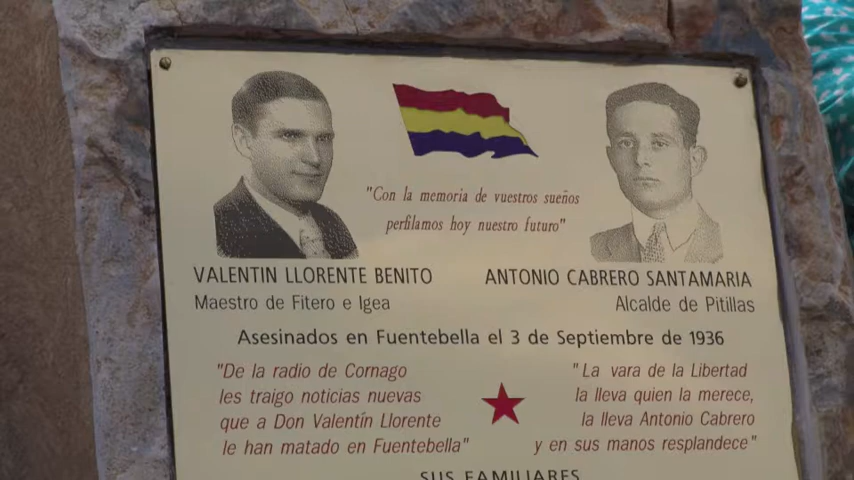 "Con la memoria de vuestros sueños
perfilamos hoy nuestro futuro"
VALENTIN LLORENTE BENITO
Maestro de Fitero e Igea
ANTONIO CABRERO SANTAMARIA
Alcalde de Pitillas
Asesinados en Fuentebella el 3 de Septiembre de 1936
"De la radio de Cornago
les traigo noticias nuevas
que a Don Valentín Llorente
le han matado en Fuentebella"
"La vara de la Libertad
la lleva quien la merece,
la lleva Antonio Cabrero
y en sus manos resplandece"
SUS FAMILIARES